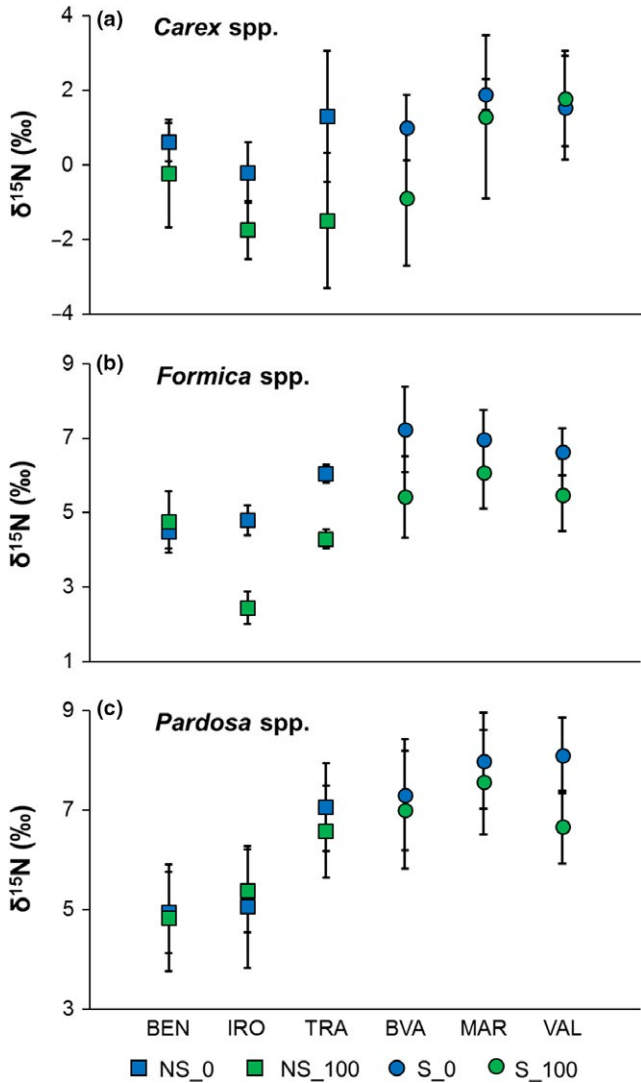 (a) Carex spp.
4
2
0
–2
–4
δ¹⁵N (‰)
(b) Formica spp.
9
7
5
3
1
δ¹⁵N (‰)
(c) Pardosa spp.
9
7
5
3
δ¹⁵N (‰)
BEN IRO TRA BVA MAR VAL
NS_0 NS_100 S_0 S_100